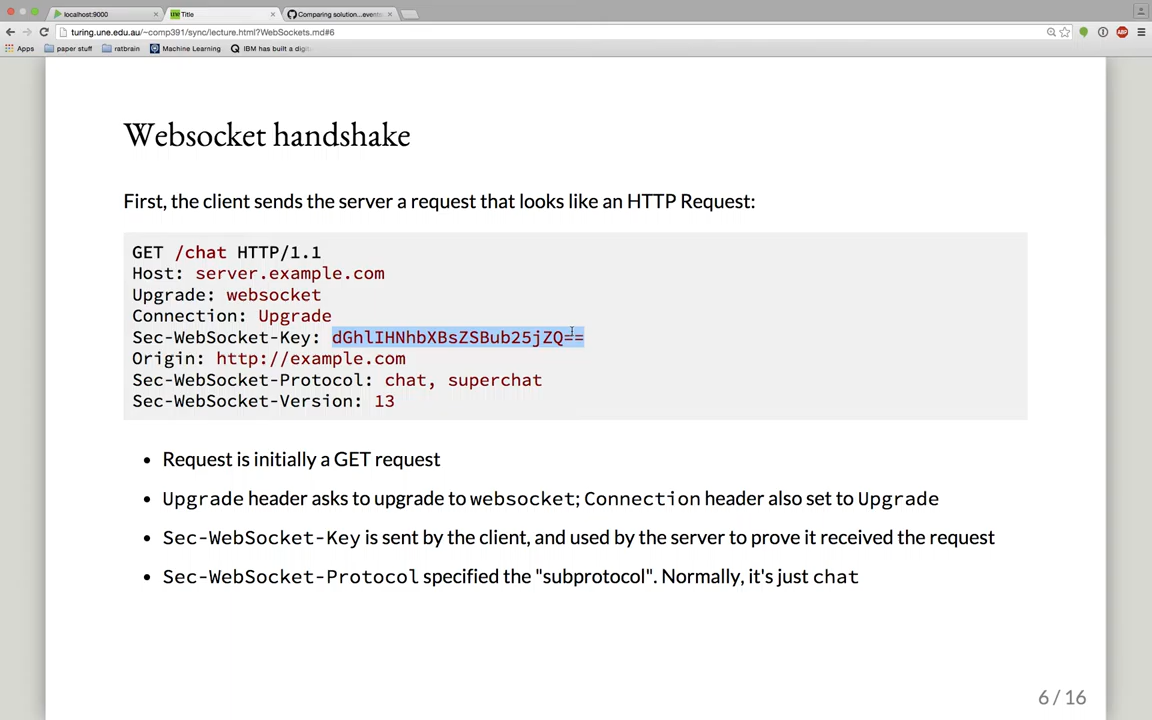 localhost:9000
Title
Comparing solution...events
turing.une.edu.au/~comp391/sync/lecture.html?WebSockets.md#6
Apps
paper stuff
ratbrain
Machine Learning
IBM has built a digi
Websocket handshake
First, the client sends the server a request that looks like an HTTP Request:
GET /chat HTTP/1.1
Host: server.example.com
Upgrade: websocket
Connection: Upgrade
Sec-WebSocket-Key: dGhlIHNhbXBsZSBub25jZQ==
Origin: http://example.com
Sec-WebSocket-Protocol: chat, superchat
Sec-WebSocket-Version: 13
• Request is initially a GET request
• Upgrade header asks to upgrade to websocket; Connection header also set to Upgrade
• Sec-WebSocket-Key is sent by the client, and used by the server to prove it received the request
• Sec-WebSocket-Protocol specified the "subprotocol". Normally, it's just chat
6 / 16